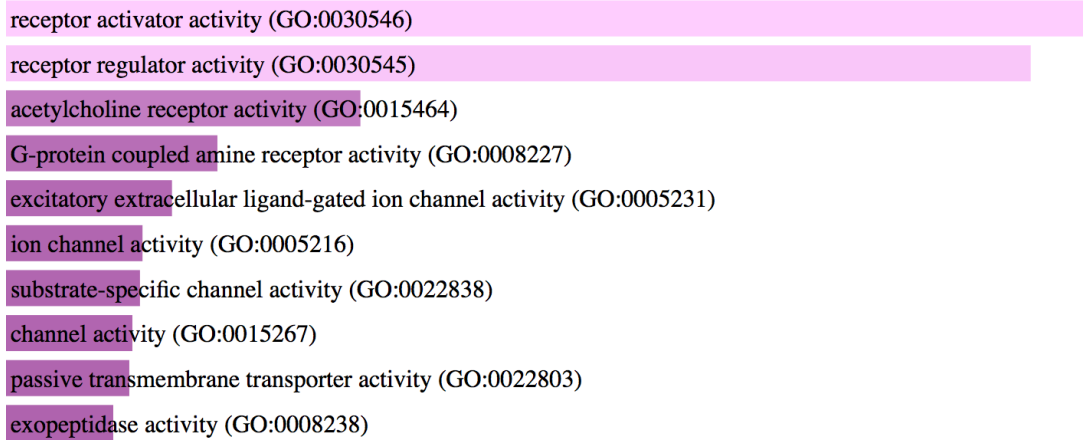 receptor activator activity (GO:0030546)
receptor regulator activity (GO:0030545)
acetylcholine receptor activity (GO:0015464)
G-protein coupled amine receptor activity (GO:0008227)
excitatory extracellular ligand-gated ion channel activity (GO:0005231)
ion channel activity (GO:0005216)
substrate-specific channel activity (GO:0022838)
channel activity (GO:0015267)
passive transmembrane transporter activity (GO:0022803)
exopeptidase activity (GO:0008238)